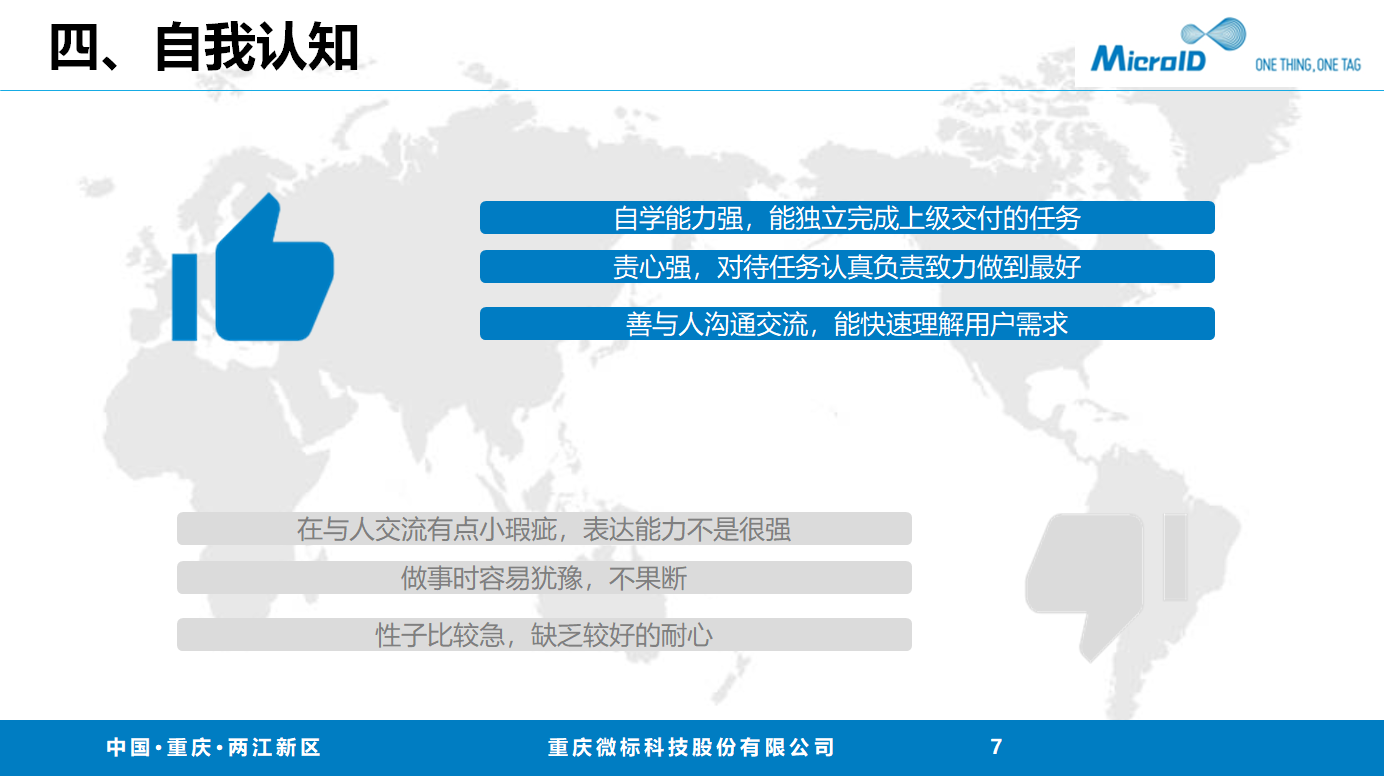 四、自我认知
MicroID
ONE THING, ONE TAG
自学能力强，能独立完成上级交付的任务
责心强，对待任务认真负责致力做到最好
善与人沟通交流，能快速理解用户需求
在与人交流有点小瑕疵，表达能力不是很强
做事时容易犹豫，不果断
性子比较急，缺乏较好的耐心
中国·重庆·两江新区
重庆微标科技股份有限公司
7